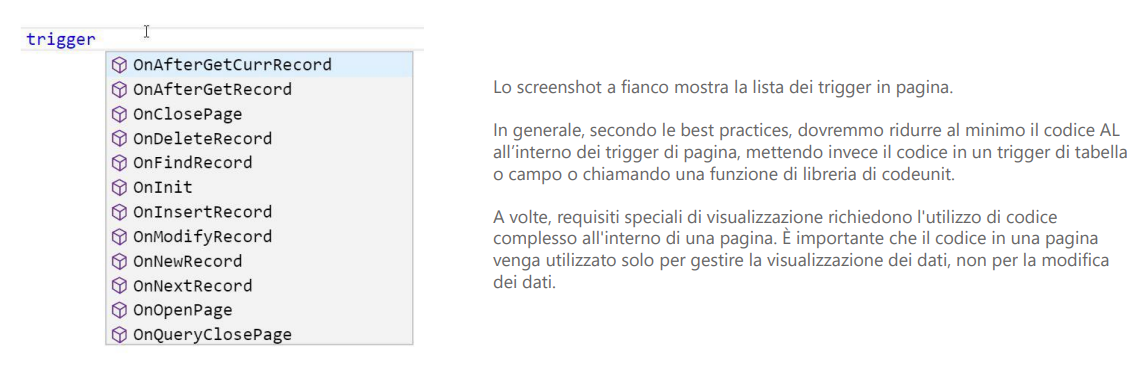 trigger
OnAfterGetCurrRecord
OnAfterGetRecord
OnClosePage
OnDeleteRecord
OnFindRecord
OnInit
OnInsertRecord
OnModifyRecord
OnNewRecord
OnNextRecord
OnOpenPage
OnQueryClosePage
Lo screenshot a fianco mostra la lista dei trigger in pagina.
In generale, secondo le best practices, dovremmo ridurre al minimo il codice AL
all’interno dei trigger di pagina, mettendo invece il codice in un trigger di tabella
o campo o chiamando una funzione di libreria di codeunit.
A volte, requisiti speciali di visualizzazione richiedono l'utilizzo di codice
complesso all'interno di una pagina. È importante che il codice in una pagina
venga utilizzato solo per gestire la visualizzazione dei dati, non per la modifica
dei dati.